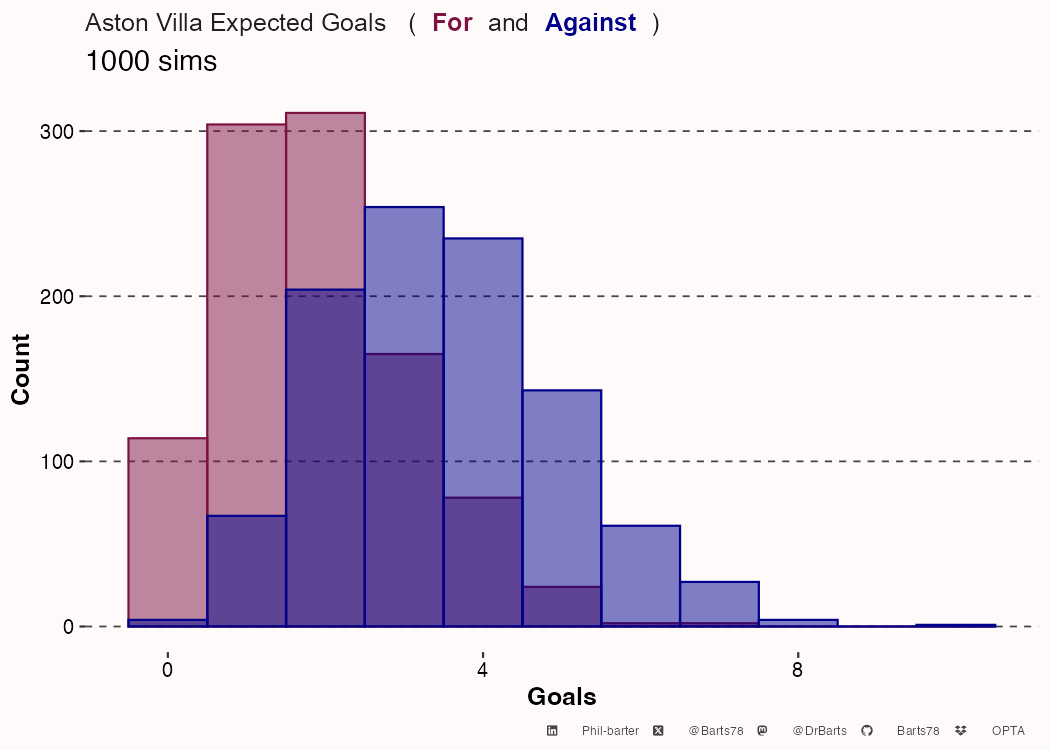 Aston Villa Expected Goals ( For and Against )
1000 sims
300
200
100
0
Count
0 4 8
Goals
Phil-barter @Barts78 @DrBarts Barts78 OPTA